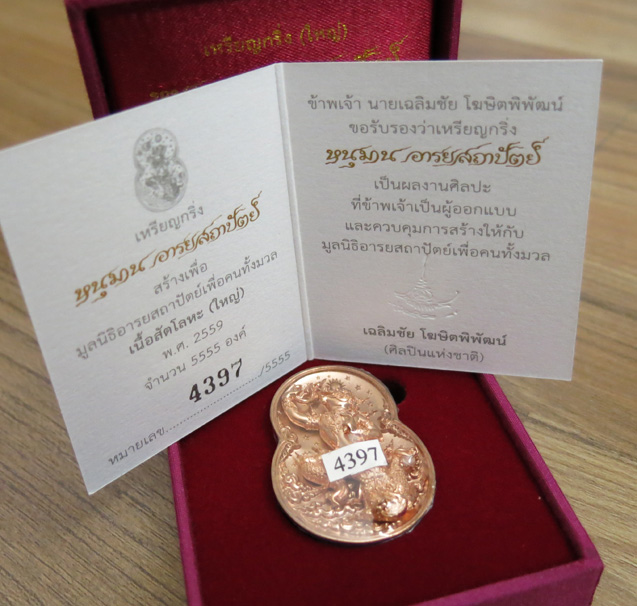 เหรียญกริ่ง (ใหญ่)
เหรียญกริ่ง
หนุมาน อารยสถาปัตย์
สร้างเพื่อ
มูลนิธิอารยสถาปัตย์เพื่อคนทั้งมวล
เนื้อสัตโลหะ (ใหญ่)
พ.ศ. 2559
จำนวน 5555 องค์
หมายเลข................/5555
4397
ข้าพเจ้า นายเฉลิมชัย โฆษิตพิพัฒน์
ขอรับรองว่าเหรียญกริ่ง
หนุมาน อารยสถาปัตย์
เป็นผลงานศิลปะ
ที่ข้าพเจ้าเป็นผู้ออกแบบ
และควบคุมการสร้างให้กับ
มูลนิธิอารยสถาปัตย์เพื่อคนทั้งมวล
เฉลิมชัย โฆษิตพิพัฒน์
(ศิลปินแห่งชาติ)
4397